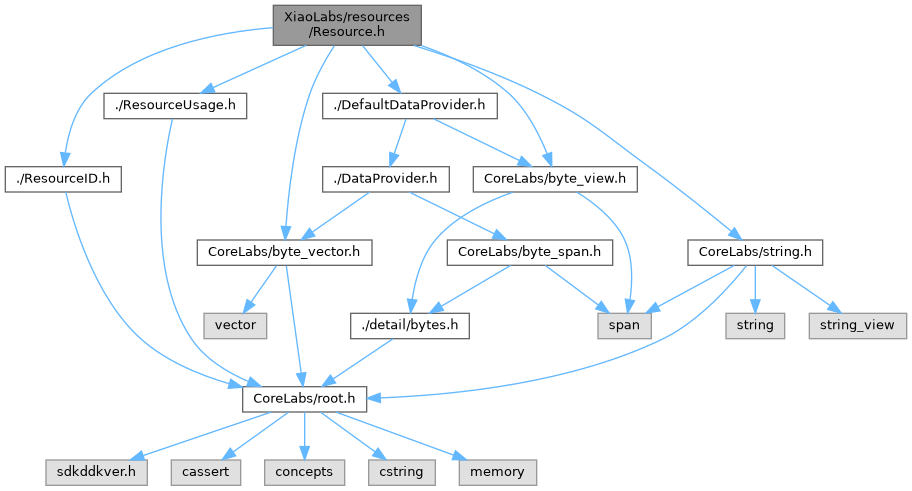 XiaoLabs/resources
/Resource.h
./ResourceUsage.h
./DefaultDataProvider.h
./ResourceID.h
./DataProvider.h
CoreLabs/byte_view.h
CoreLabs/byte_vector.h
CoreLabs/byte_span.h
CoreLabs/string.h
vector
./detail/bytes.h
span
string
string_view
CoreLabs/root.h
sdkddkver.h
cassert
concepts
cstring
memory